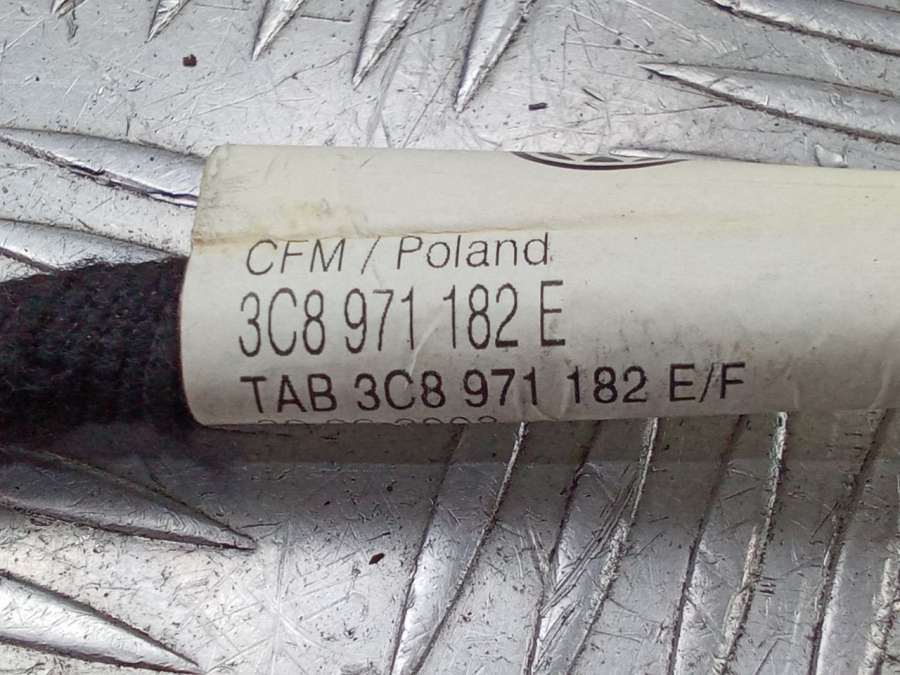 CFM / Poland
3C8 971 182 E
TAB 3C8 971 182 E/F